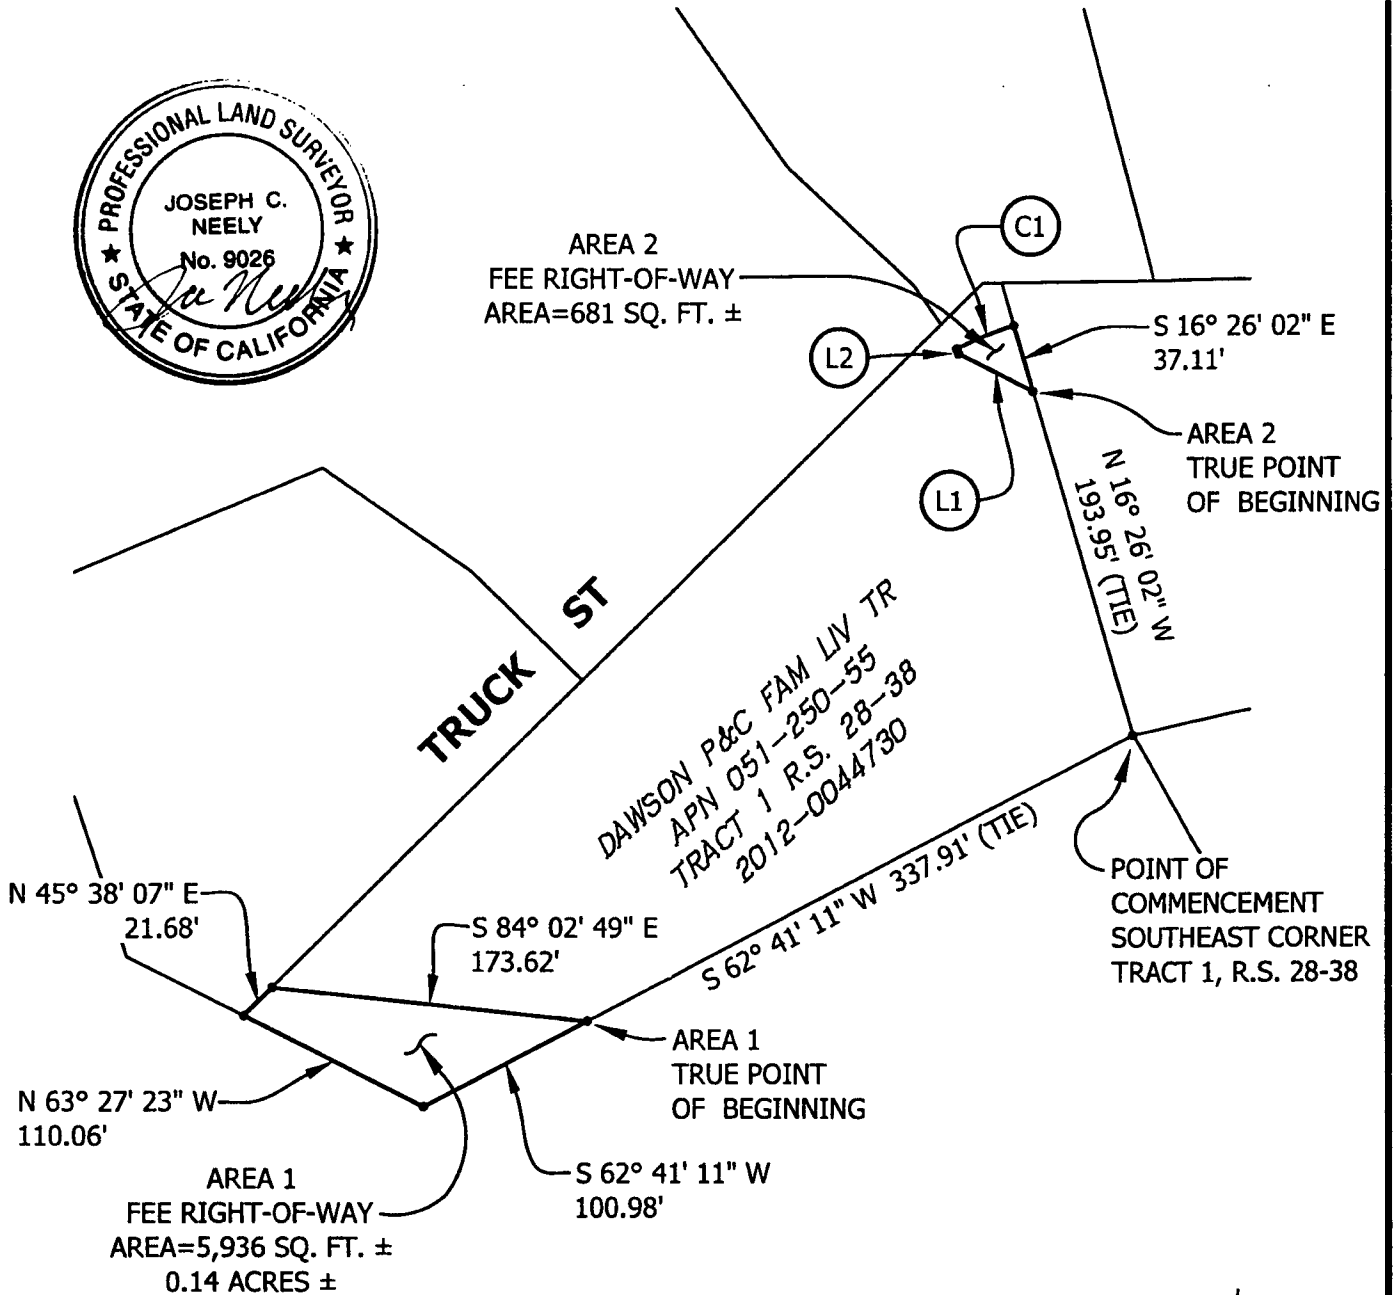 PROFESSIONAL LAND SURVEYOR
JOSEPH C.
NEELY
No. 9026
STATE OF CALIFORNIA
AREA 2
FEE RIGHT-OF-WAY
AREA=681 SQ. FT. ±
C1
L2
S 16° 26' 02" E
37.11'
AREA 2
TRUE POINT
OF BEGINNING
L1
N 16° 26' 02" W
193.95' (TIE)
TRUCK ST
DAWSON P&C FAM LIV TR
APN 051-250-55
TRACT 1 R.S. 28-38
2012-0044730
S 62° 41' 11" W 337.91' (TIE)
POINT OF
COMMENCEMENT
SOUTHEAST CORNER
TRACT 1, R.S. 28-38
N 45° 38' 07" E
21.68'
S 84° 02' 49" E
173.62'
AREA 1
TRUE POINT
OF BEGINNING
N 63° 27' 23" W
110.06'
S 62° 41' 11" W
100.98'
AREA 1
FEE RIGHT-OF-WAY
AREA=5,936 SQ. FT. ±
0.14 ACRES ±